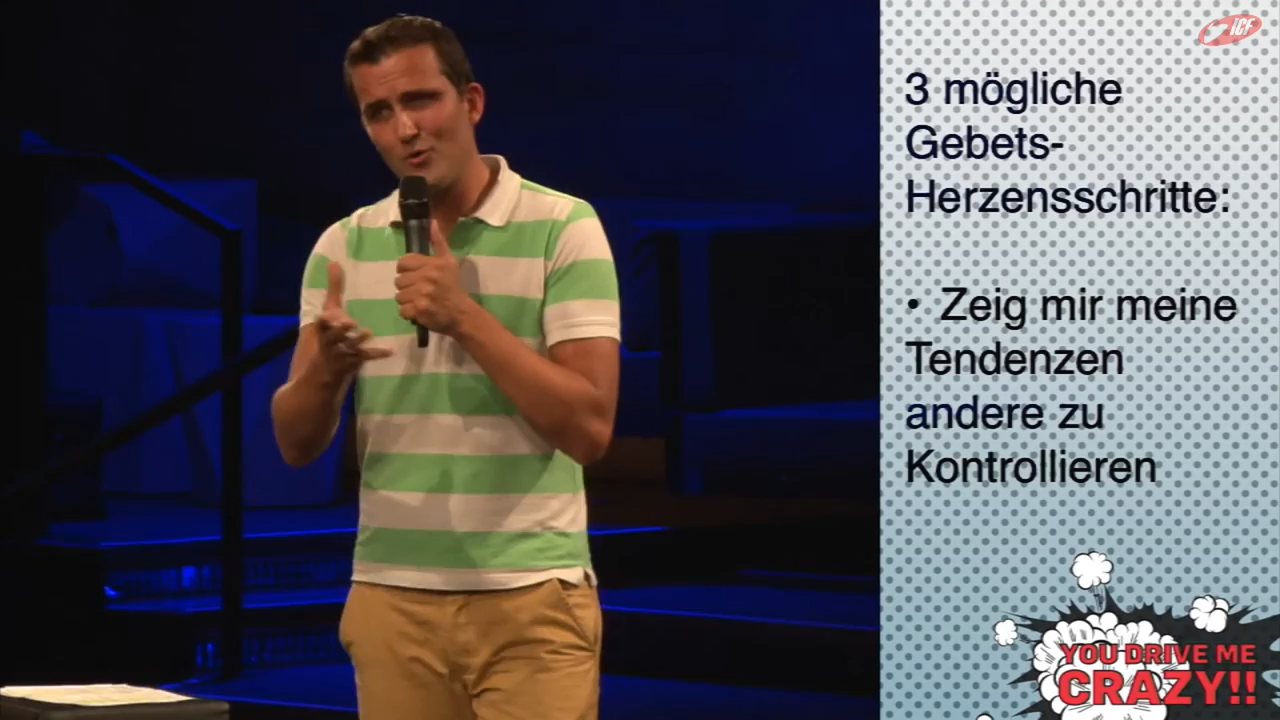 iCF
3 mögliche
Gebets-
Herzensschritte:
• Zeig mir meine
Tendenzen
andere zu
Kontrollieren
YOU DRIVE ME
CRAZY!!